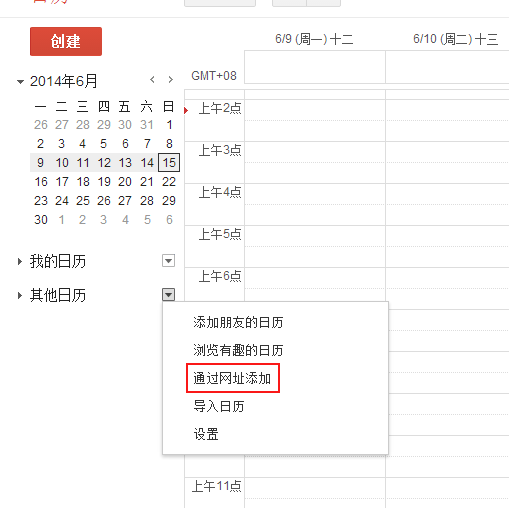 创建
6/9 (周一) 十二
6/10 (周二) 十三
2014年6月
GMT+08
一 二 三 四 五 六 日
26 27 28 29 30 31 1
2 3 4 5 6 7 8
9 10 11 12 13 14 15
16 17 18 19 20 21 22
23 24 25 26 27 28 29
30 1 2 3 4 5 6
上午2点
上午3点
上午4点
上午5点
上午6点
我的日历
其他日历
添加朋友的日历
浏览有趣的日历
通过网址添加
导入日历
设置
上午11点